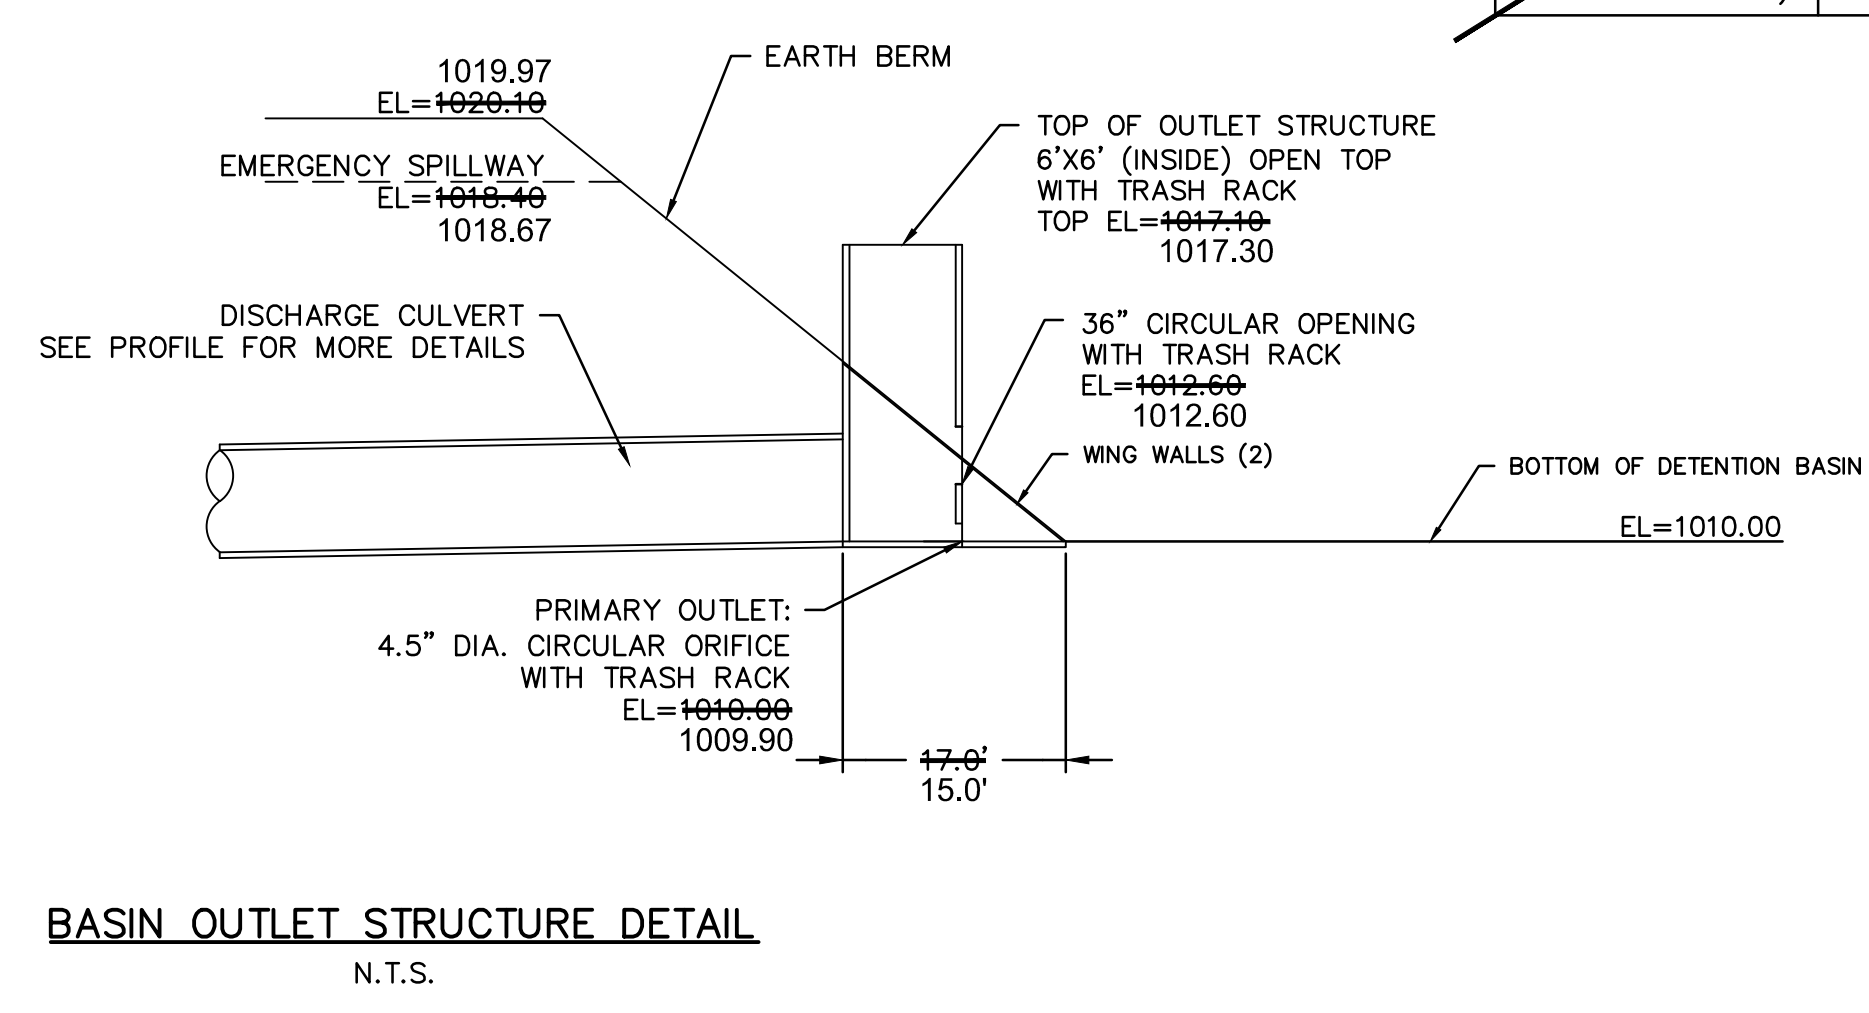 1019.97
EL=1020.10
EMERGENCY SPILLWAY
EL=1018.40
1018.67
EARTH BERM
TOP OF OUTLET STRUCTURE
6'X6' (INSIDE) OPEN TOP
WITH TRASH RACK
TOP EL=1017.10
1017.30
DISCHARGE CULVERT
SEE PROFILE FOR MORE DETAILS
36" CIRCULAR OPENING
WITH TRASH RACK
EL=1012.60
1012.60
WING WALLS (2)
BOTTOM OF DETENTION BASIN
EL=1010.00
PRIMARY OUTLET:
4.5" DIA. CIRCULAR ORIFICE
WITH TRASH RACK
EL=1010.00
1009.90
17.0'
15.0'
BASIN OUTLET STRUCTURE DETAIL
N.T.S.